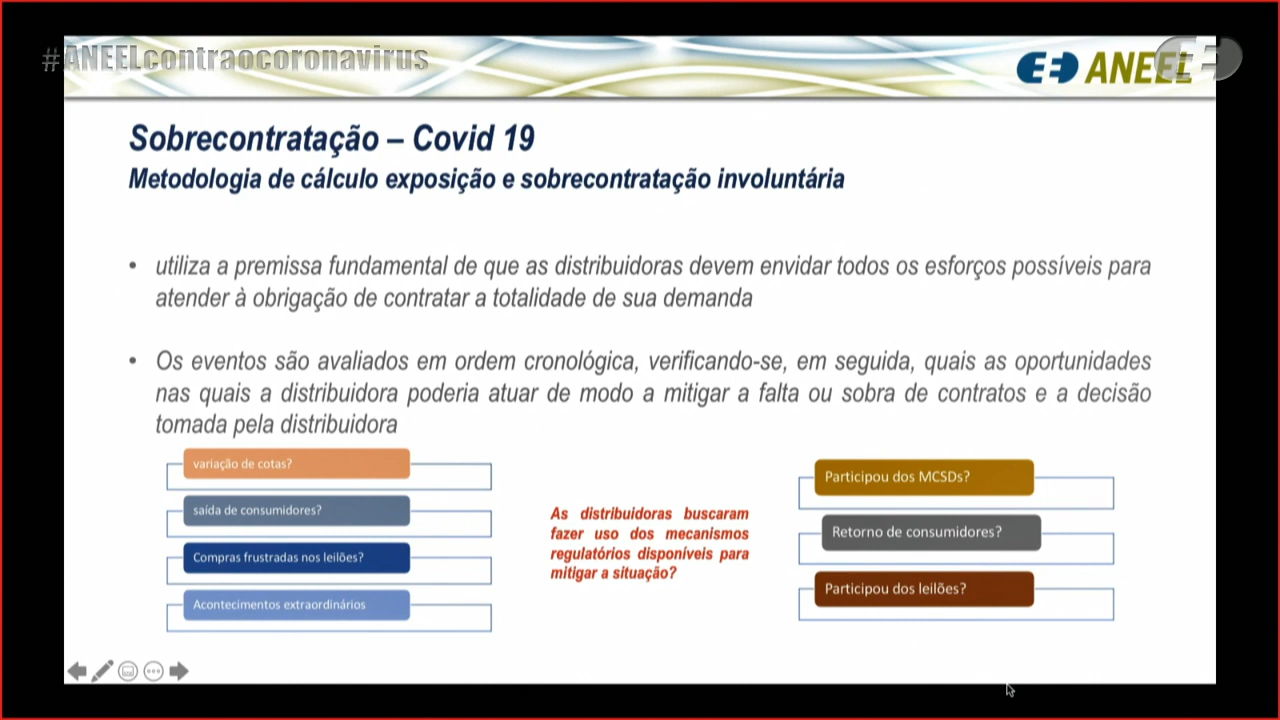 #ANEELcontraocoronavirus
ANEEL
Sobrecontratação – Covid 19
Metodologia de cálculo exposição e sobrecontratação involuntária
• utiliza a premissa fundamental de que as distribuidoras devem envidar todos os esforços possíveis para
atender à obrigação de contratar a totalidade de sua demanda
• Os eventos são avaliados em ordem cronológica, verificando-se, em seguida, quais as oportunidades
nas quais a distribuidora poderia atuar de modo a mitigar a falta ou sobra de contratos e a decisão
tomada pela distribuidora
variação de cotas?
saída de consumidores?
Compras frustradas nos leilões?
Acontecimentos extraordinários
As distribuidoras buscaram
fazer uso dos mecanismos
regulatórios disponíveis para
mitigar a situação?
Participou dos MCSDs?
Retorno de consumidores?
Participou dos leilões?